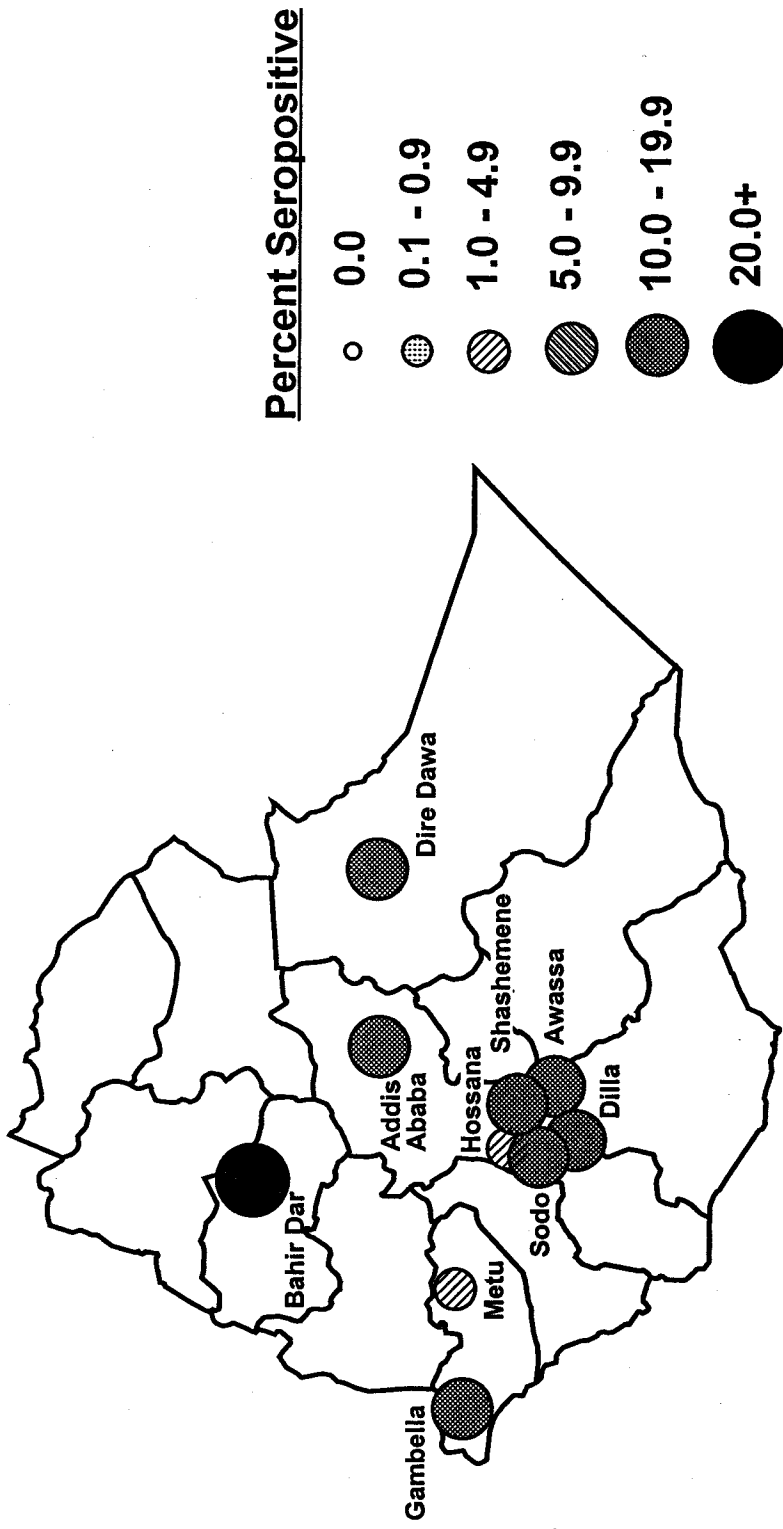 Percent Seropositive
0.0
0.1 - 0.9
1.0 - 4.9
5.0 - 9.9
10.0 - 19.9
20.0+
Bahir Dar
Addis
Ababa
Dire Dawa
Gambella
Metu
Hossana
Shashemene
Sodo
Awassa
Dilla